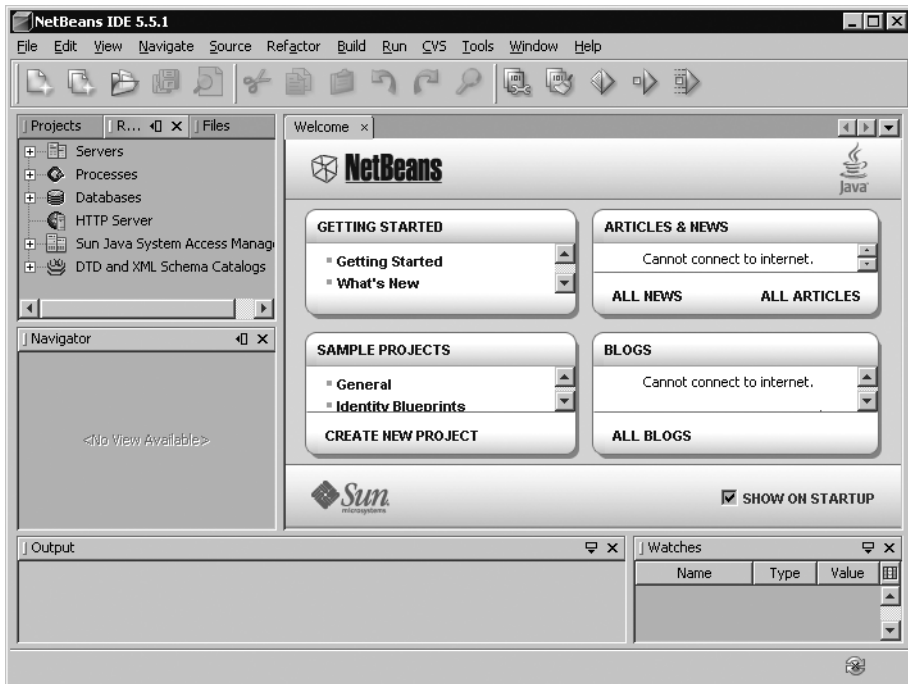 NetBeans IDE 5.5.1
File Edit View Navigate Source Refactor Build Run CVS Tools Window Help
Projects R... Files
Servers
Processes
Databases
HTTP Server
Sun Java System Access Manag
DTD and XML Schema Catalogs
Navigator
<No View Available>
Welcome
NetBeans
Java
GETTING STARTED
Getting Started
What's New
ARTICLES & NEWS
Cannot connect to internet.
ALL NEWS ALL ARTICLES
SAMPLE PROJECTS
General
Identity Blueprints
CREATE NEW PROJECT
BLOGS
Cannot connect to internet.
ALL BLOGS
Sun
microsystems
SHOW ON STARTUP
Output
Watches
Name Type Value